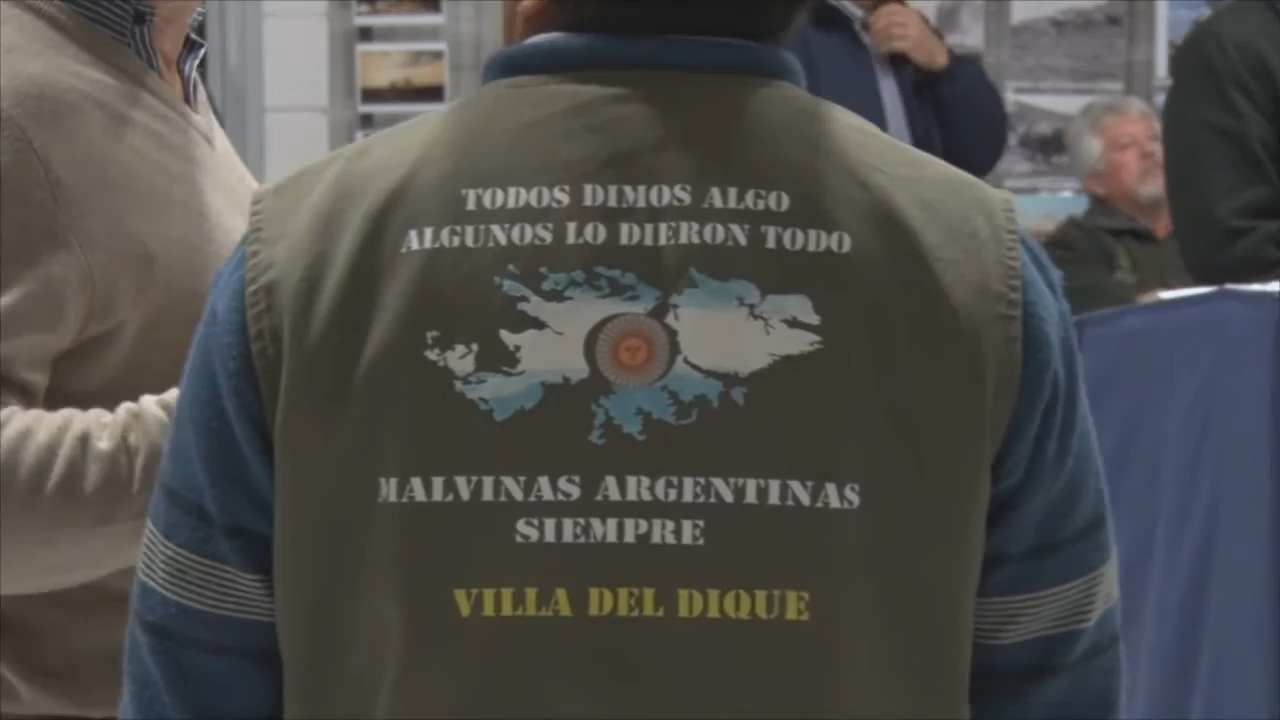 TODOS DIMOS ALGO
ALGUNOS LO DIERON TODO
MALVINAS ARGENTINAS
SIEMPRE
VILLA DEL DIQUE